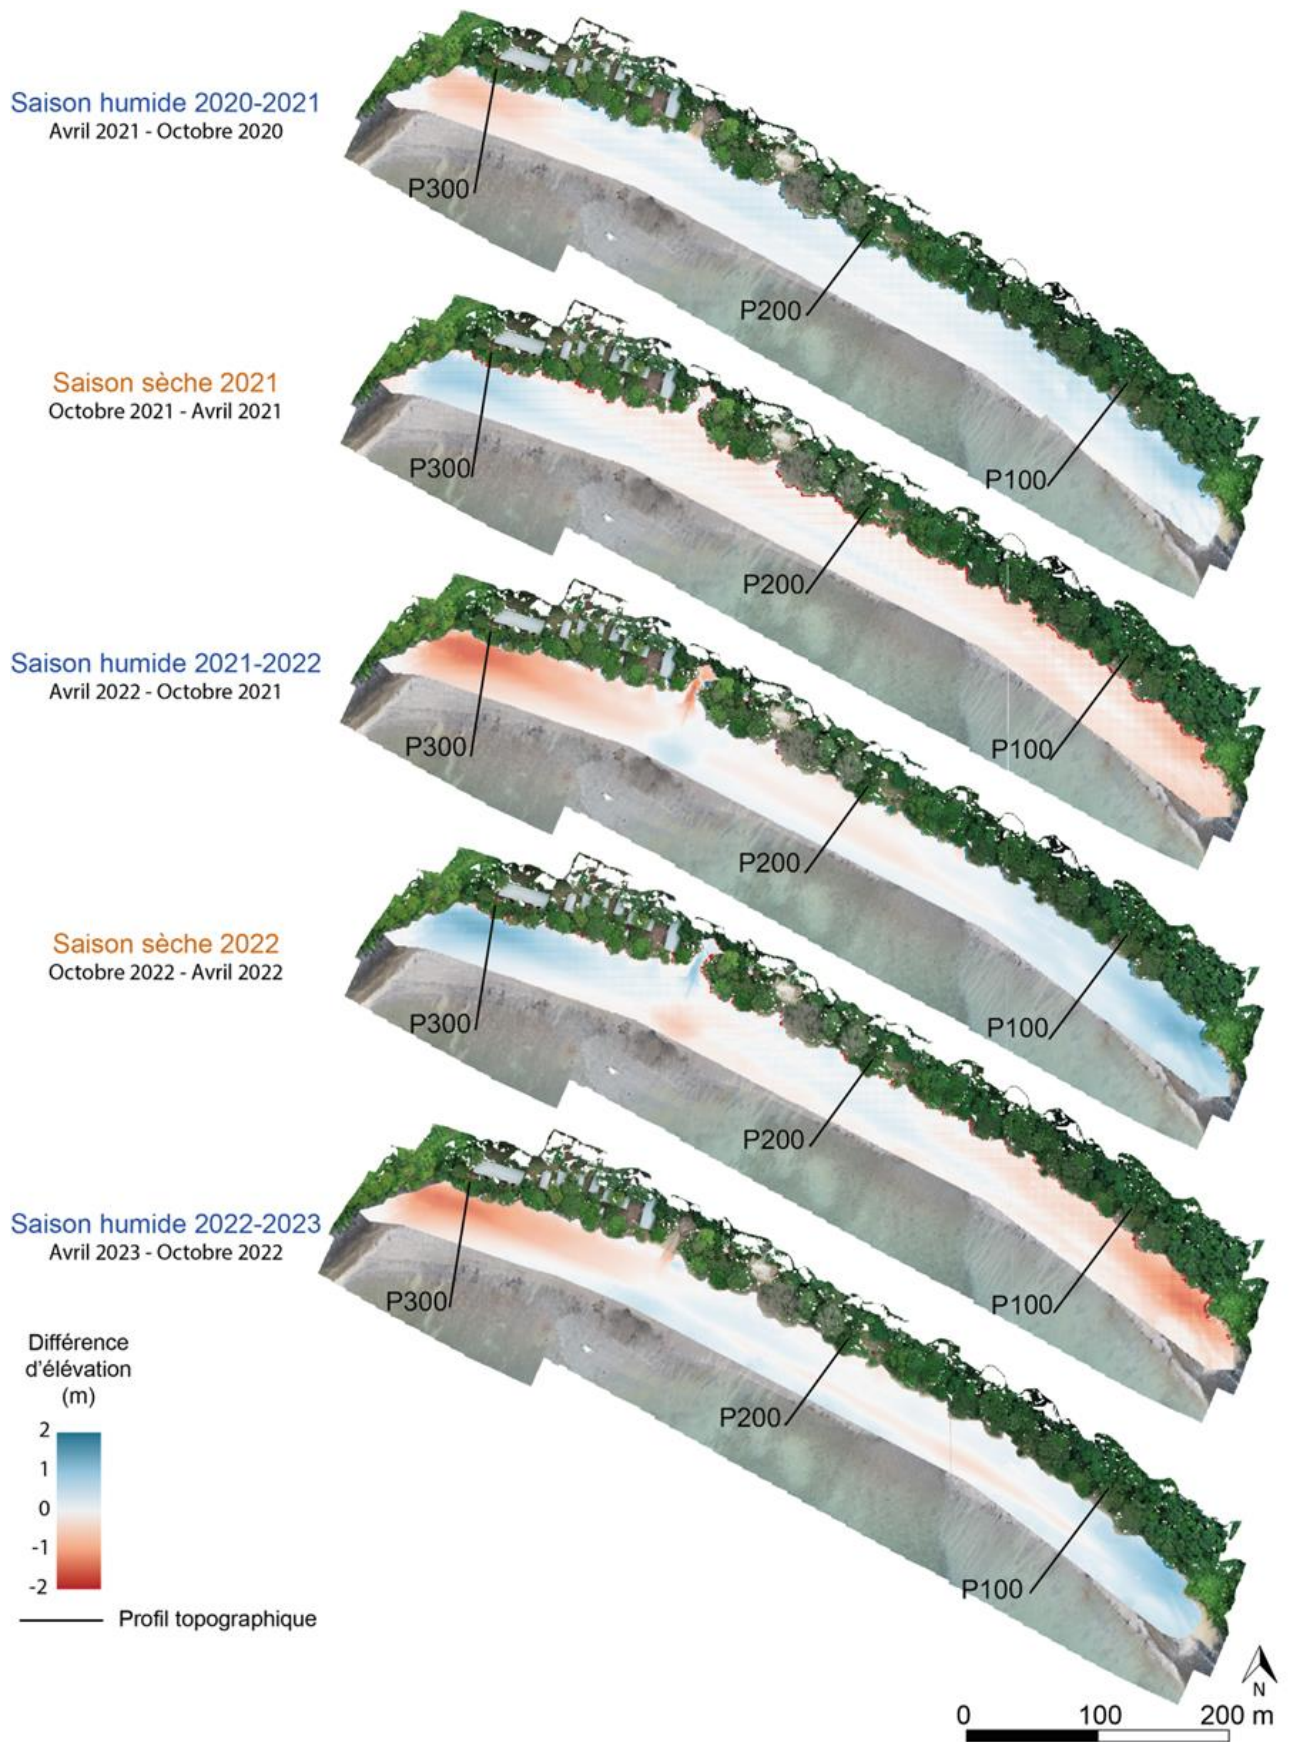 Saison humide 2020-2021
Avril 2021 - Octobre 2020
P300
P200
P100
Saison sèche 2021
Octobre 2021 - Avril 2021
P300
P200
P100
Saison humide 2021-2022
Avril 2022 - Octobre 2021
P300
P200
P100
Saison sèche 2022
Octobre 2022 - Avril 2022
P300
P200
P100
Saison humide 2022-2023
Avril 2023 - Octobre 2022
P300
P200
P100
Différence
d'élévation
(m)
2
1
0
-1
-2
Profil topographique
N
0 100 200 m